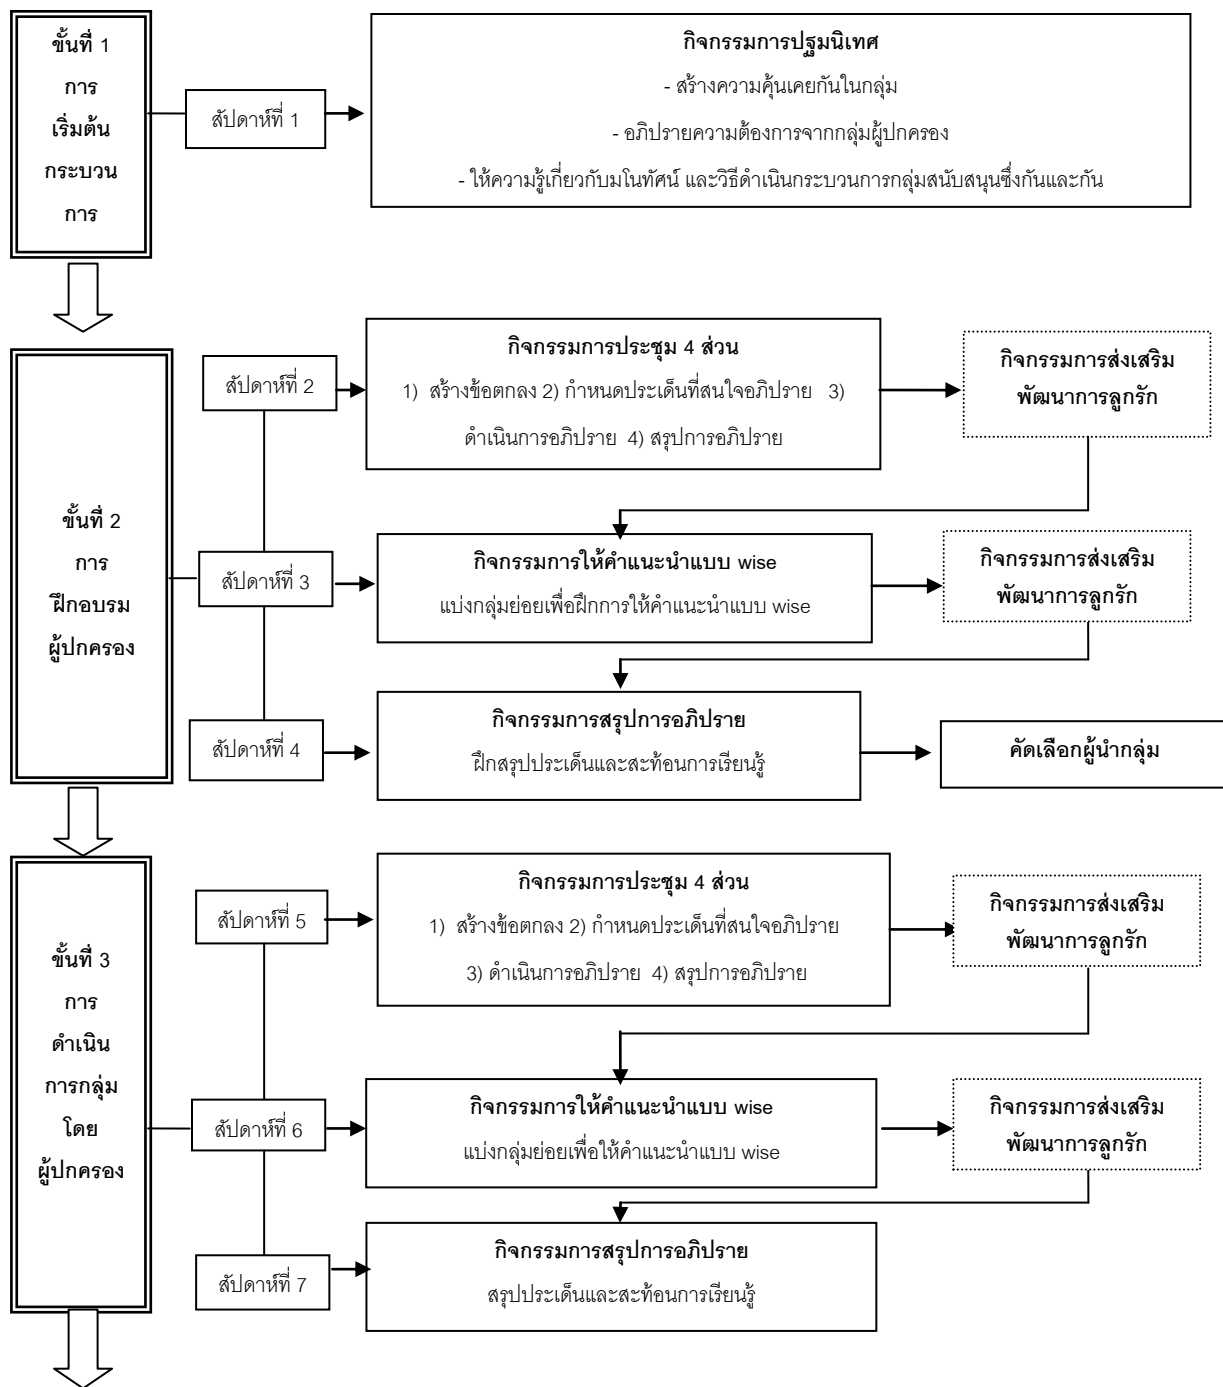 ขั้นที่ 1
การ
เริ่มต้น
กระบวน
การ
สัปดาห์ที่ 1
กิจกรรมการปฐมนิเทศ
- สร้างความคุ้นเคยกันในกลุ่ม
- อภิปรายความต้องการจากกลุ่มผู้ปกครอง
- ให้ความรู้เกี่ยวกับมโนทัศน์ และวิธีดำเนินกระบวนการกลุ่มสนับสนุนซึ่งกันและกัน
ขั้นที่ 2
การ
ฝึกอบรม
ผู้ปกครอง
สัปดาห์ที่ 2
กิจกรรมการประชุม 4 ส่วน
1) สร้างข้อตกลง 2) กำหนดประเด็นที่สนใจอภิปราย 3)
ดำเนินการอภิปราย 4) สรุปการอภิปราย
กิจกรรมการส่งเสริม
พัฒนาการลูกรัก
สัปดาห์ที่ 3
กิจกรรมการให้คำแนะนำแบบ wise
แบ่งกลุ่มย่อยเพื่อฝึกการให้คำแนะนำแบบ wise
กิจกรรมการส่งเสริม
พัฒนาการลูกรัก
สัปดาห์ที่ 4
กิจกรรมการสรุปการอภิปราย
ฝึกสรุปประเด็นและสะท้อนการเรียนรู้
คัดเลือกผู้นำกลุ่ม
ขั้นที่ 3
การ
ดำเนิน
การกลุ่ม
โดย
ผู้ปกครอง
สัปดาห์ที่ 5
กิจกรรมการประชุม 4 ส่วน
1) สร้างข้อตกลง 2) กำหนดประเด็นที่สนใจอภิปราย
3) ดำเนินการอภิปราย 4) สรุปการอภิปราย
กิจกรรมการส่งเสริม
พัฒนาการลูกรัก
สัปดาห์ที่ 6
กิจกรรมการให้คำแนะนำแบบ wise
แบ่งกลุ่มย่อยเพื่อให้คำแนะนำแบบ wise
กิจกรรมการส่งเสริม
พัฒนาการลูกรัก
สัปดาห์ที่ 7
กิจกรรมการสรุปการอภิปราย
สรุปประเด็นและสะท้อนการเรียนรู้